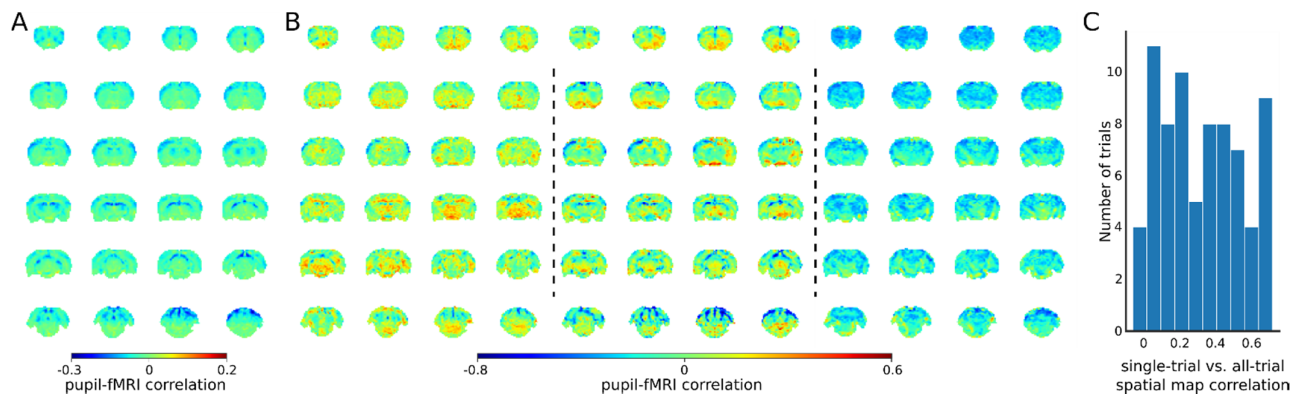 A
B
C
-0.3
0
0.2
pupil-fMRI correlation
-0.8
0
0.6
pupil-fMRI correlation
Number of trials
10
8
6
4
2
0
0
0.2
0.4
0.6
single-trial vs. all-trial
spatial map correlation